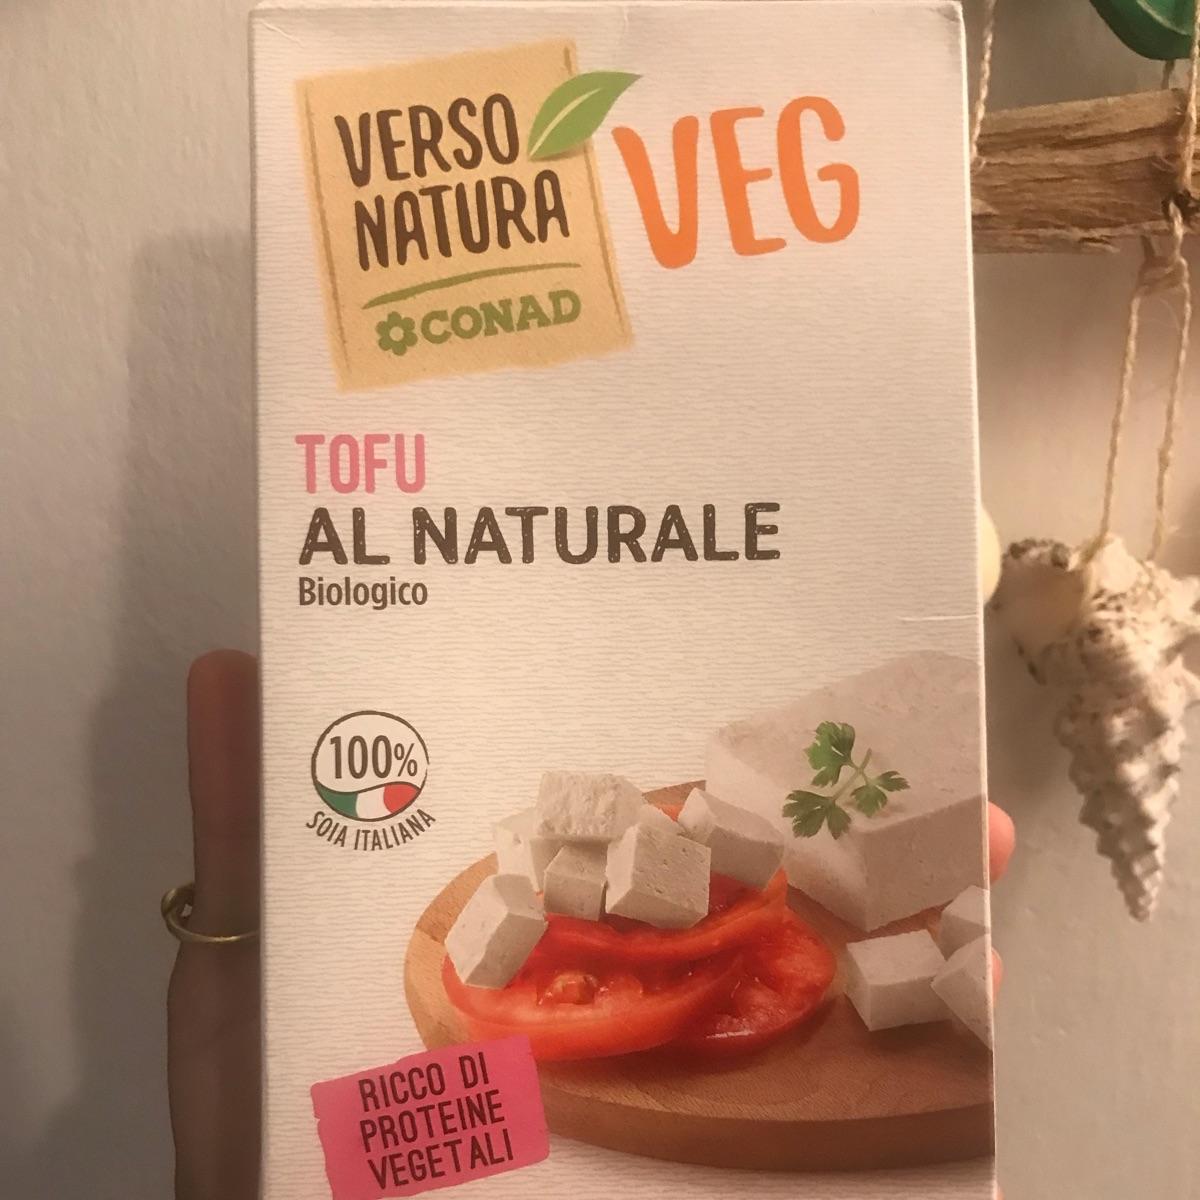 VERSO
NATURA
CONAD
VEG
TOFU
AL NATURALE
Biologico
100%
SOIA ITALIANA
RICCO DI
PROTEINE
VEGETALI